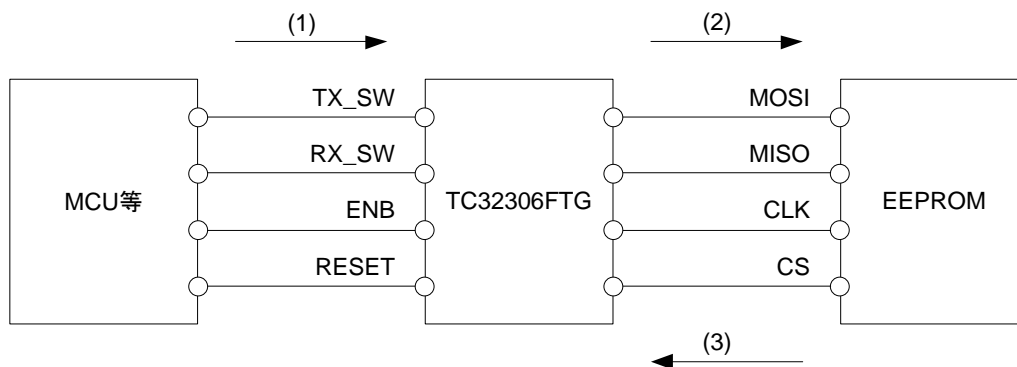 (1)
(2)
TX_SW
MOSI
RX_SW
MISO
MCU等
TC32306FTG
EEPROM
ENB
CLK
RESET
CS
(3)